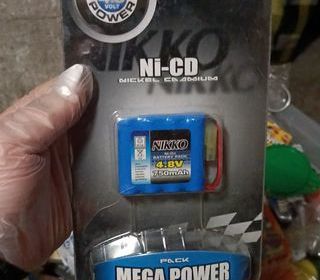 VOLT
POWER
NIKKO
Ni-CD
NICKEL CADMIUM
NIKKO
BATTERY PACK
4.8V
750mAh
PACK
MEGA POWER